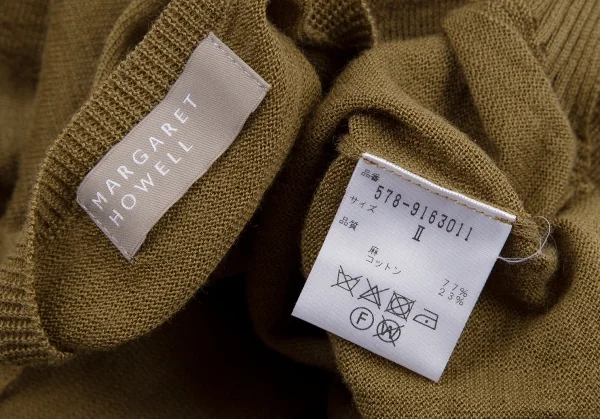 MARGARET
HOWELL
品番
578-9163011
サイズ II
品質
麻 77%
コットン 23%
F W